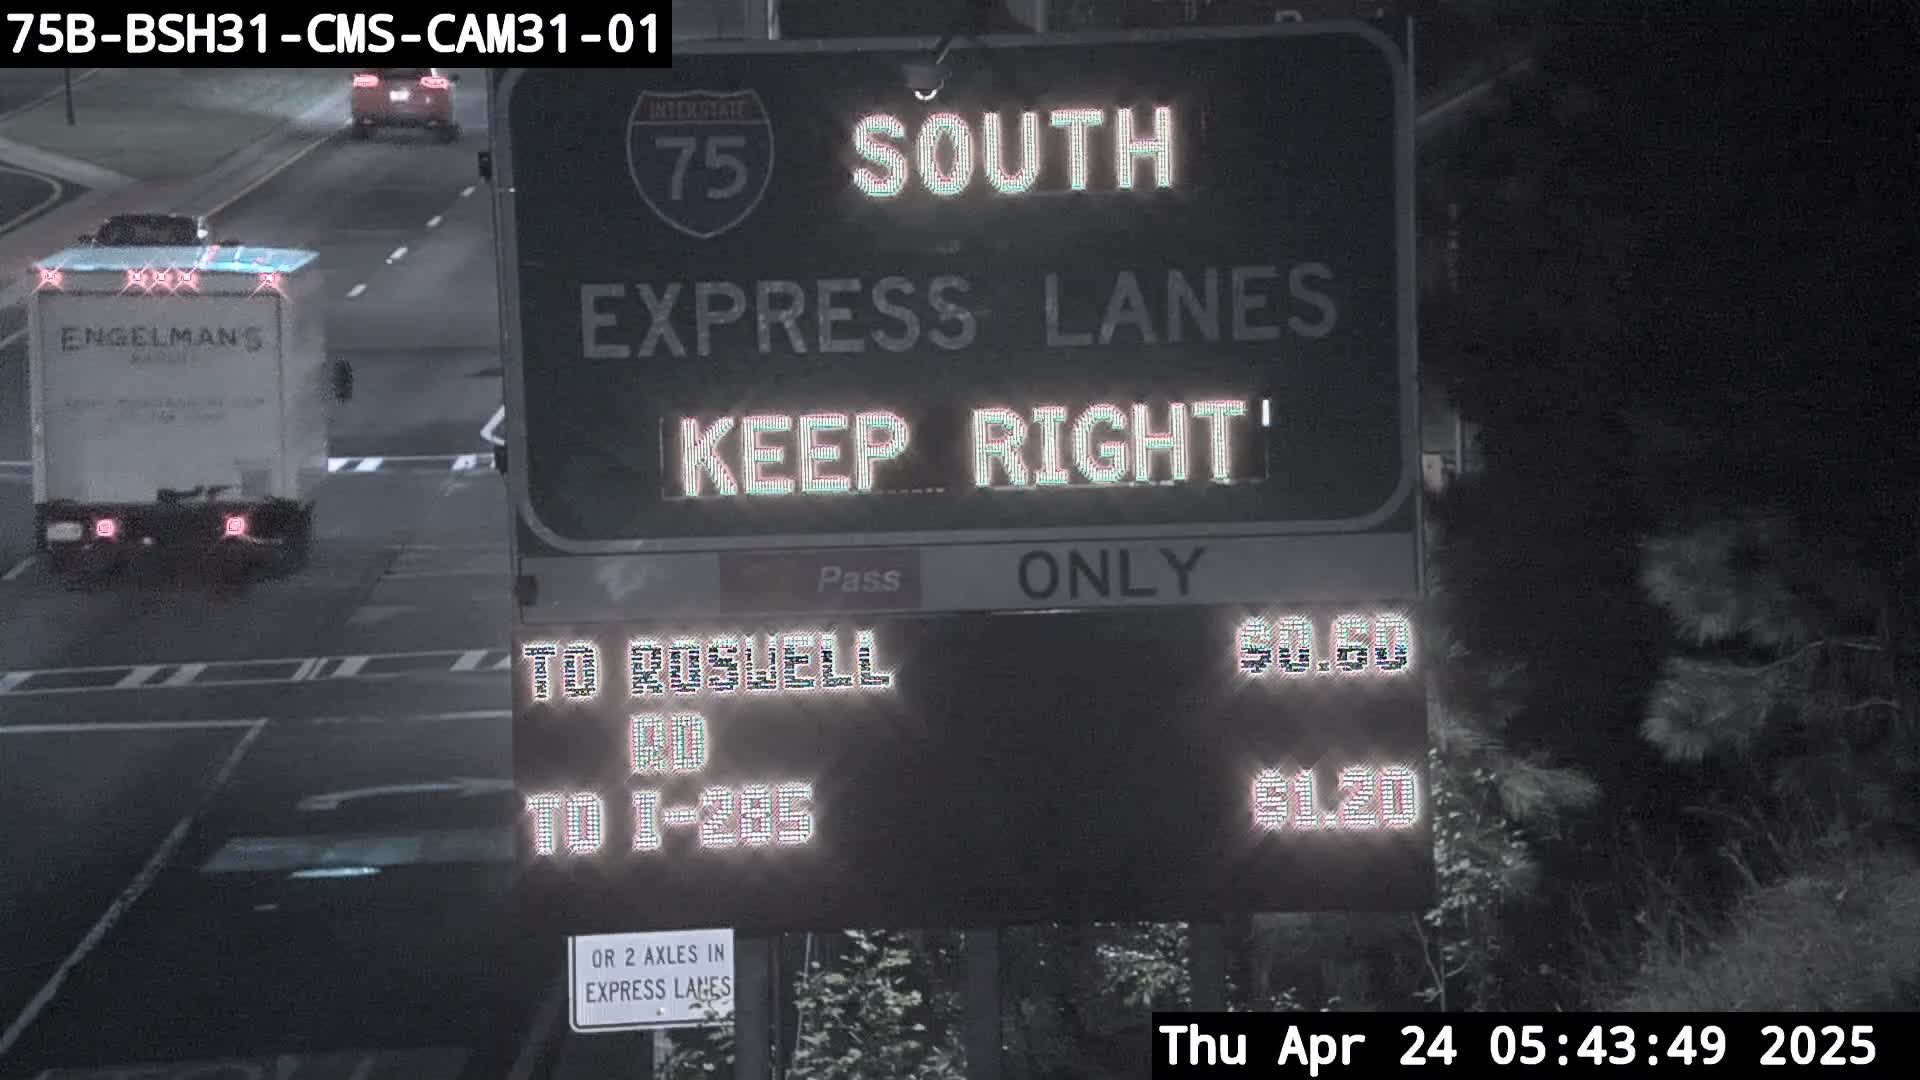 75B-BSH31-CMS-CAM31-01
INTERSTATE
75
SOUTH
EXPRESS LANES
KEEP RIGHT
Pass ONLY
TO ROSWELL $0.60
RD
TO I-285 $1.20
OR 2 AXLES IN
EXPRESS LANES
ENGELMAN'S
Thu Apr 24 05:43:49 2025